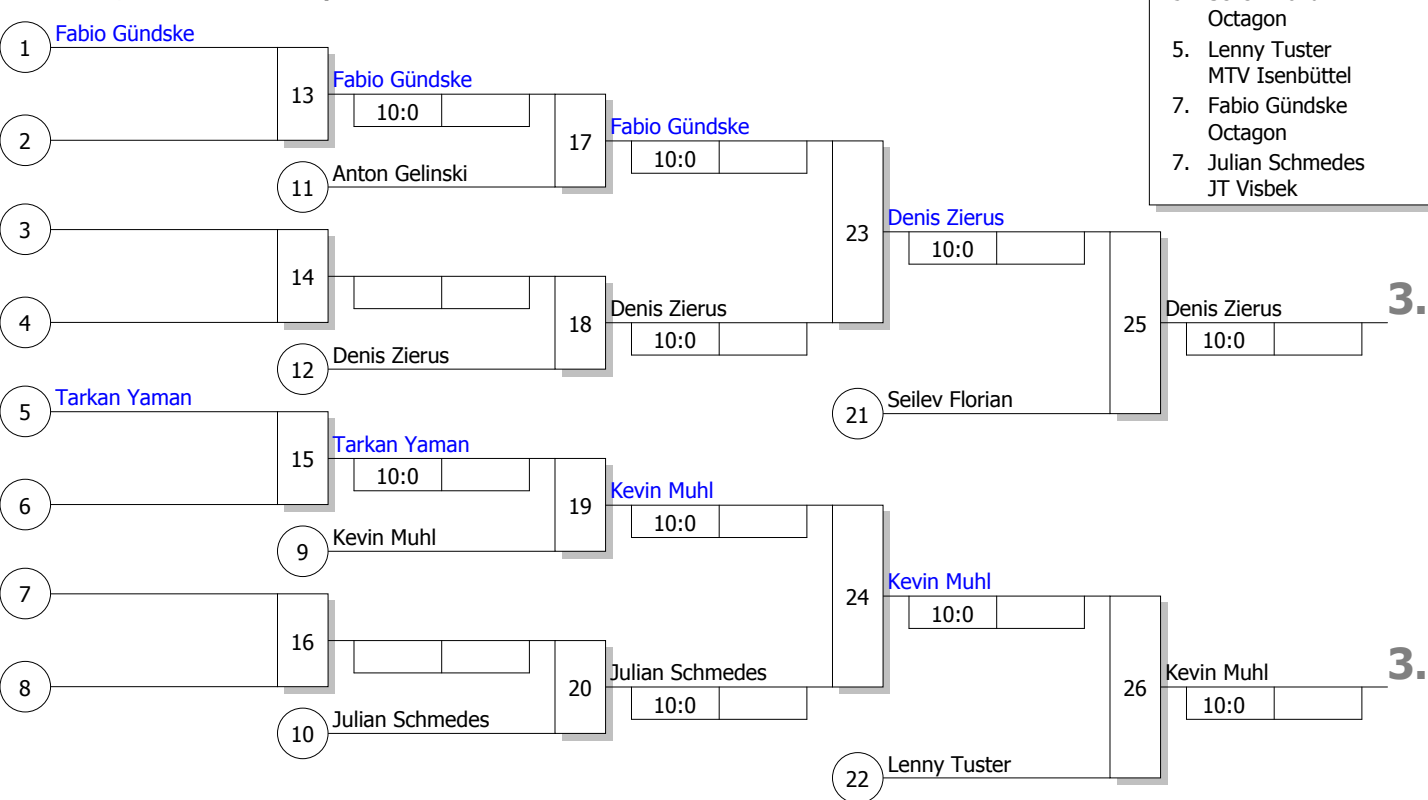 Octagon
5. Lenny Tuster
MTV Isenbüttel
7. Fabio Gündske
Octagon
7. Julian Schmedes
JT Visbek
1 Fabio Gündske
13 Fabio Gündske
10:0
2
17 Fabio Gündske
10:0
11 Anton Gelinski
3
23 Denis Zierus
10:0
14
4
18 Denis Zierus
10:0
12 Denis Zierus
25 Denis Zierus 3.
10:0
5 Tarkan Yaman
21 Seilev Florian
15 Tarkan Yaman
10:0
6
19 Kevin Muhl
10:0
9 Kevin Muhl
7
24 Kevin Muhl
10:0
16
8
20 Julian Schmedes
10:0
10 Julian Schmedes
26 Kevin Muhl 3.
10:0
22 Lenny Tuster